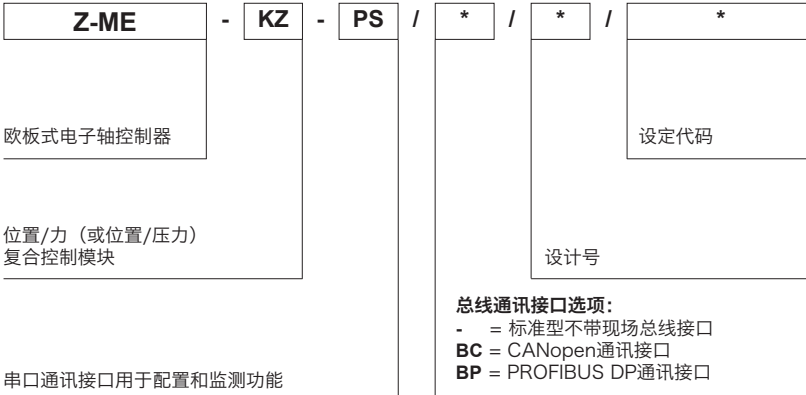 Z-ME - KZ - PS / * / * / *
欧板式电子轴控制器
设定代码
位置/力（或位置/压力）
复合控制模块
设计号
总线通讯接口选项：
- = 标准型不带现场总线接口
BC = CANopen通讯接口
BP = PROFIBUS DP通讯接口
串口通讯接口用于配置和监测功能